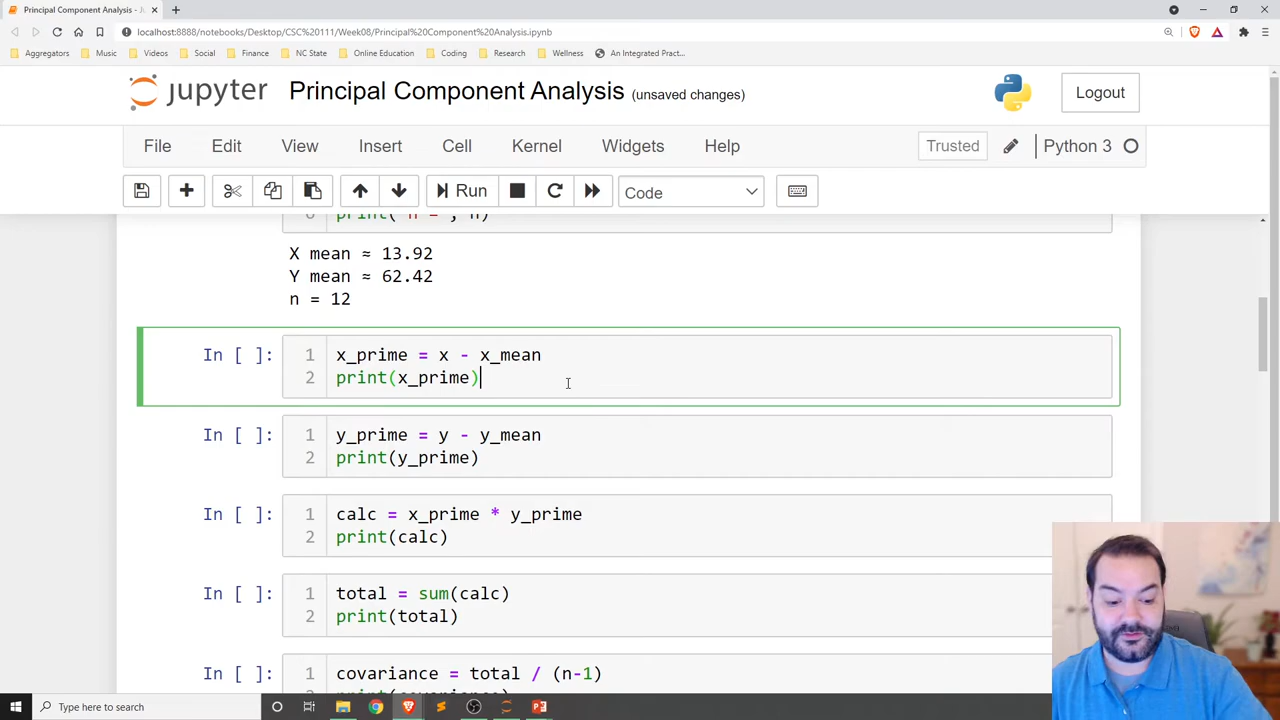 Principal Component Analysis -
localhost:8888/notebooks/Desktop/CSC%20111/Week08/Principal%20Component%20Analysis.ipynb
Aggregators Music Videos Social Finance NC State Online Education Coding Research Wellness An Integrated Pract...
jupyter Principal Component Analysis (unsaved changes) Logout
File Edit View Insert Cell Kernel Widgets Help Trusted Python 3
Run Code
print("n =", n)
X mean ≈ 13.92
Y mean ≈ 62.42
n = 12
In [ ]: 1 x_prime = x - x_mean
2 print(x_prime)
In [ ]: 1 y_prime = y - y_mean
2 print(y_prime)
In [ ]: 1 calc = x_prime * y_prime
2 print(calc)
In [ ]: 1 total = sum(calc)
2 print(total)
In [ ]: 1 covariance = total / (n-1)
2 print(covariance)
Type here to search